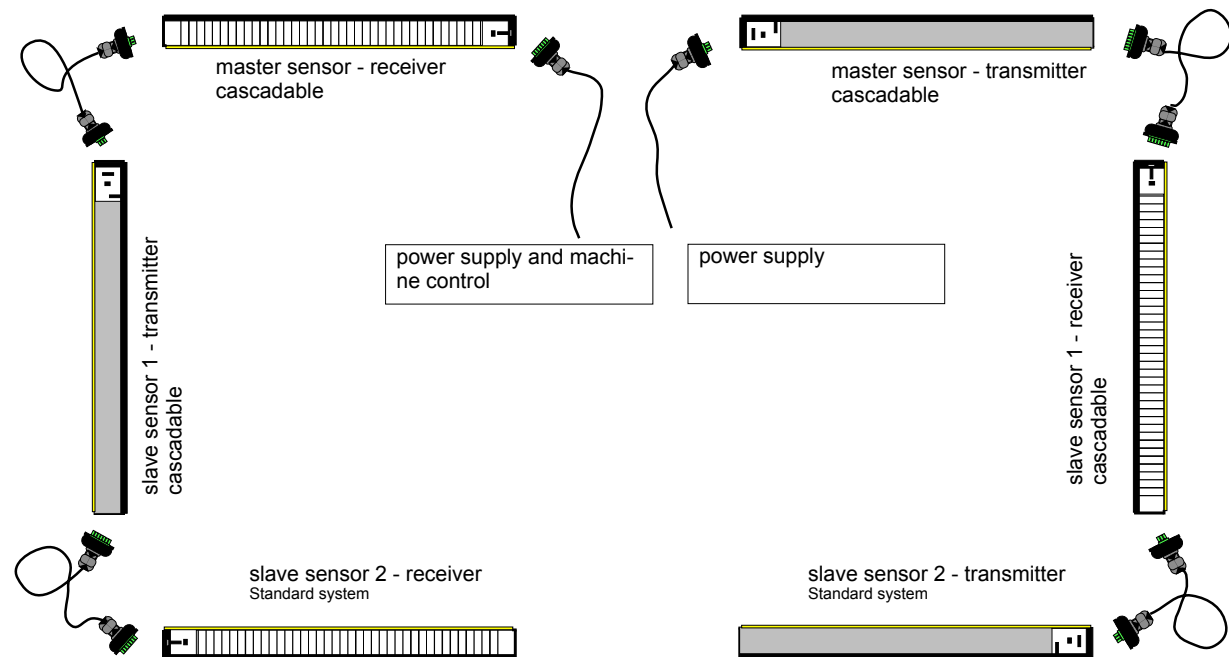 master sensor - receiver
cascadable
master sensor - transmitter
cascadable
power supply and machi-
ne control
power supply
slave sensor 1 - transmitter
cascadable
slave sensor 1 - receiver
cascadable
slave sensor 2 - receiver
Standard system
slave sensor 2 - transmitter
Standard system